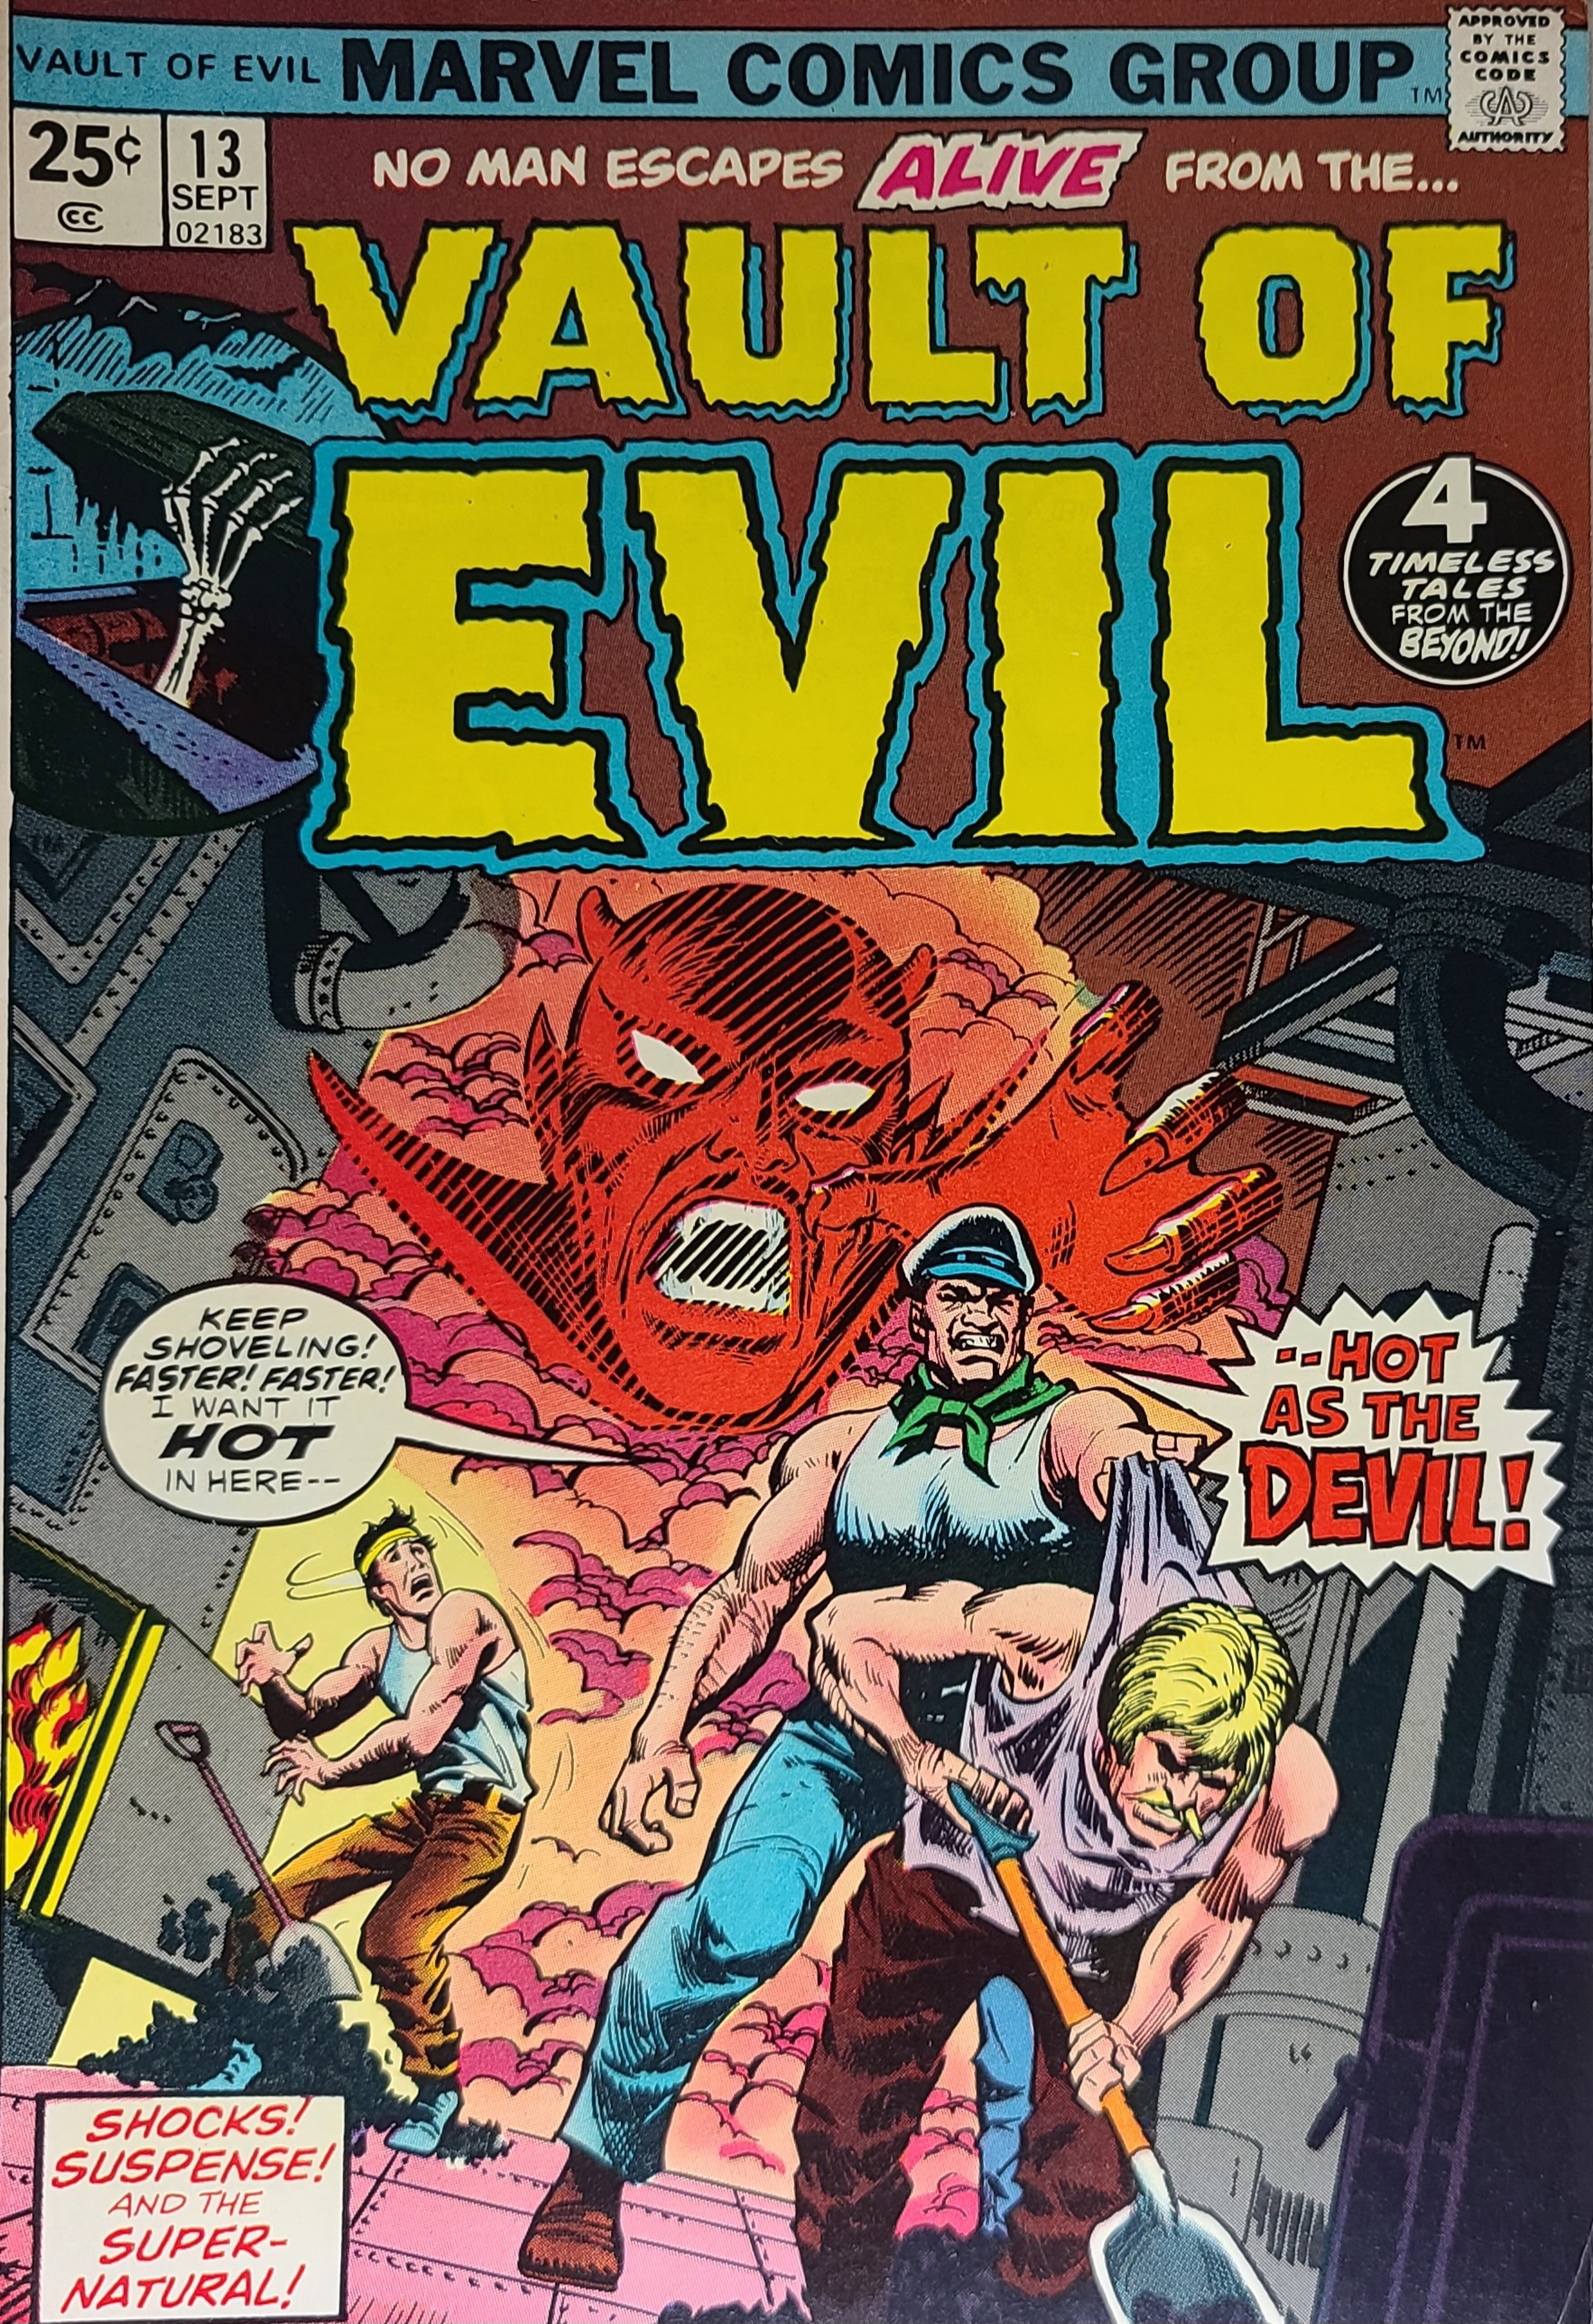 VAULT OF EVIL MARVEL COMICS GROUP TM
APPROVED
BY THE
COMICS
CODE
CA
AUTHORITY
25¢
CC
13
SEPT
02183
NO MAN ESCAPES ALIVE FROM THE...
VAULT OF
EVIL
TM
4
TIMELESS
TALES
FROM THE
BEYOND!
KEEP
SHOVELING!
FASTER! FASTER!
I WANT IT
HOT
IN HERE--
--HOT
AS THE
DEVIL!
SHOCKS!
SUSPENSE!
AND THE
SUPER-
NATURAL!